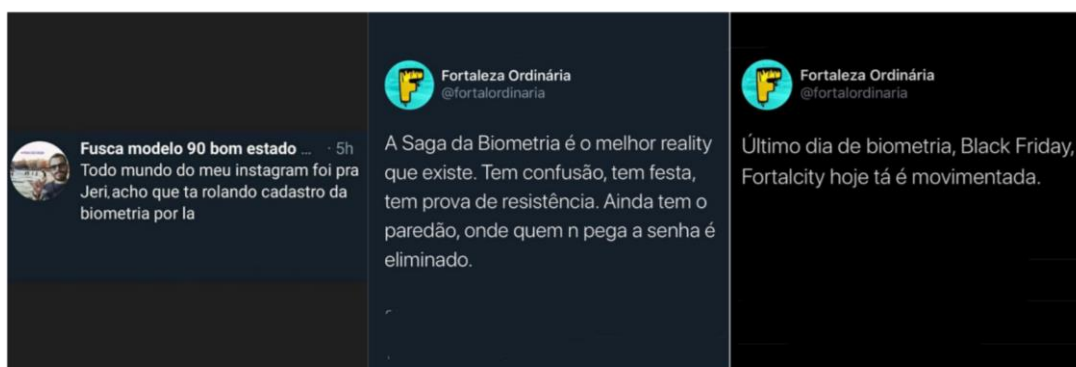 Fusca modelo 90 bom estado ... · 5h
Todo mundo do meu instagram foi pra
Jeri,acho que ta rolando cadastro da
biometria por la
Fortaleza Ordinária
@fortalordinaria
A Saga da Biometria é o melhor reality
que existe. Tem confusão, tem festa,
tem prova de resistência. Ainda tem o
paredão, onde quem n pega a senha é
eliminado.
Fortaleza Ordinária
@fortalordinaria
Último dia de biometria, Black Friday,
Fortalcity hoje tá é movimentada.